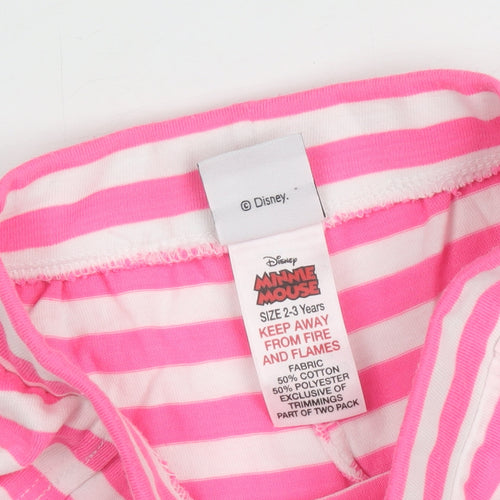 © Disney.
Disney
MINNIE
MOUSE
SIZE 2-3 Years
KEEP AWAY
FROM FIRE
AND FLAMES
FABRIC
50% COTTON
50% POLYESTER
EXCLUSIVE OF
TRIMMINGS
PART OF TWO PACK